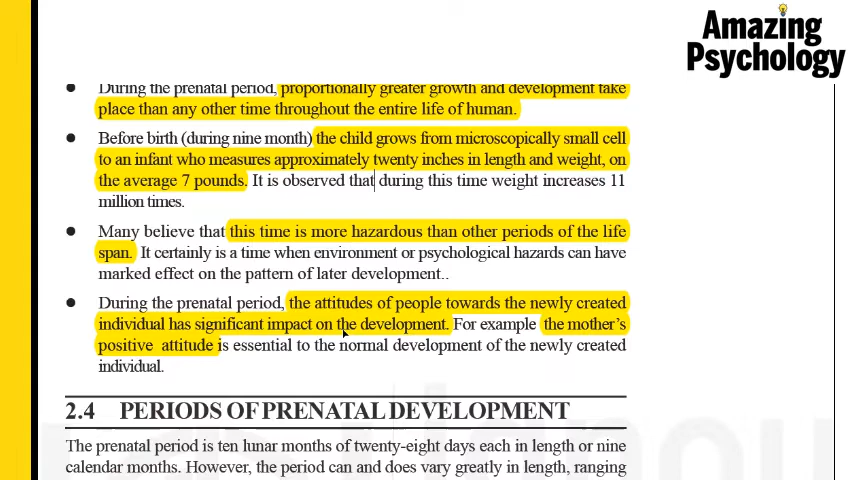 Amazing
Psychology
During the prenatal period, proportionally greater growth and development take
place than any other time throughout the entire life of human.
Before birth (during nine month) the child grows from microscopically small cell
to an infant who measures approximately twenty inches in length and weight, on
the average 7 pounds. It is observed that during this time weight increases 11
million times.
Many believe that this time is more hazardous than other periods of the life
span. It certainly is a time when environment or psychological hazards can have
marked effect on the pattern of later development..
During the prenatal period, the attitudes of people towards the newly created
individual has significant impact on the development. For example the mother's
positive attitude is essential to the normal development of the newly created
individual.
2.4 PERIODS OF PRENATAL DEVELOPMENT
The prenatal period is ten lunar months of twenty-eight days each in length or nine
calendar months. However, the period can and does vary greatly in length, ranging